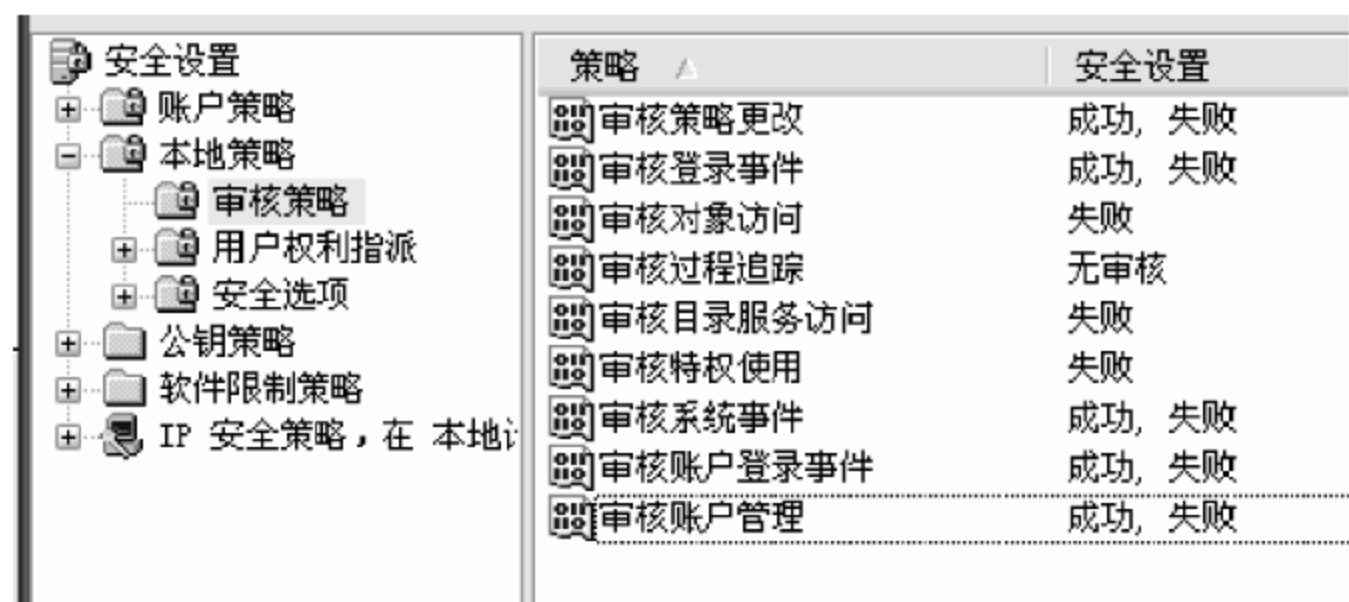 安全设置
账户策略
本地策略
审核策略
用户权利指派
安全选项
公钥策略
软件限制策略
IP 安全策略，在 本地
策略 安全设置
审核策略更改 成功, 失败
审核登录事件 成功, 失败
审核对象访问 失败
审核过程追踪 无审核
审核目录服务访问 失败
审核特权使用 失败
审核系统事件 成功, 失败
审核账户登录事件 成功, 失败
审核账户管理 成功, 失败